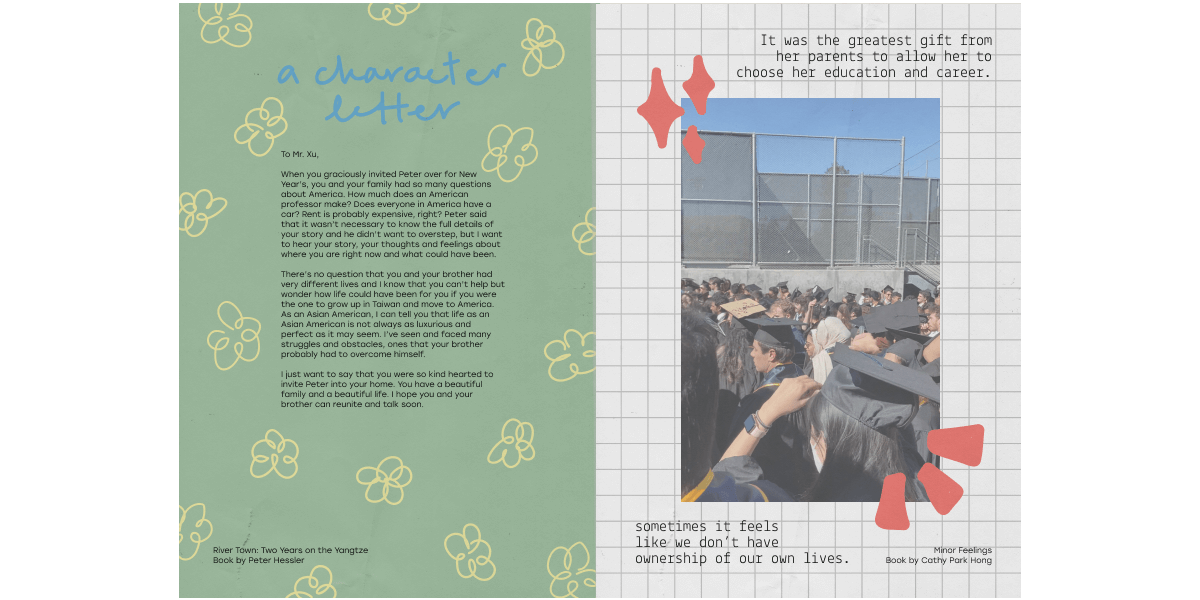 a character
letter
To Mr. Xu,
When you graciously invited Peter over for New
Year's, you and your family had so many questions
about America. How much does an American
professor make? Does everyone in America have a
car? Rent is probably expensive, right? Peter said
that it wasn't necessary to know the full details of
your story and he didn't want to overstep, but I want
to hear your story, your thoughts and feelings about
where you are right now and what could have been.
There's no question that you and your brother had
very different lives and I know that you can't help but
wonder how life could have been for you if you were
the one to grow up in Taiwan and move to America.
As an Asian American, I can tell you that life as an
Asian American is not always as luxurious and
perfect as it may seem. I've seen and faced many
struggles and obstacles, ones that your brother
probably had to overcome himself.
I just want to say that you were so kind hearted to
invite Peter into your home. You have a beautiful
family and a beautiful life. I hope you and your
brother can reunite and talk soon.
River Town: Two Years on the Yangtze
Book by Peter Hessler
It was the greatest gift from
her parents to allow her to
choose her education and career.
sometimes it feels
like we don't have
ownership of our own lives.
Minor Feelings
Book by Cathy Park Hong